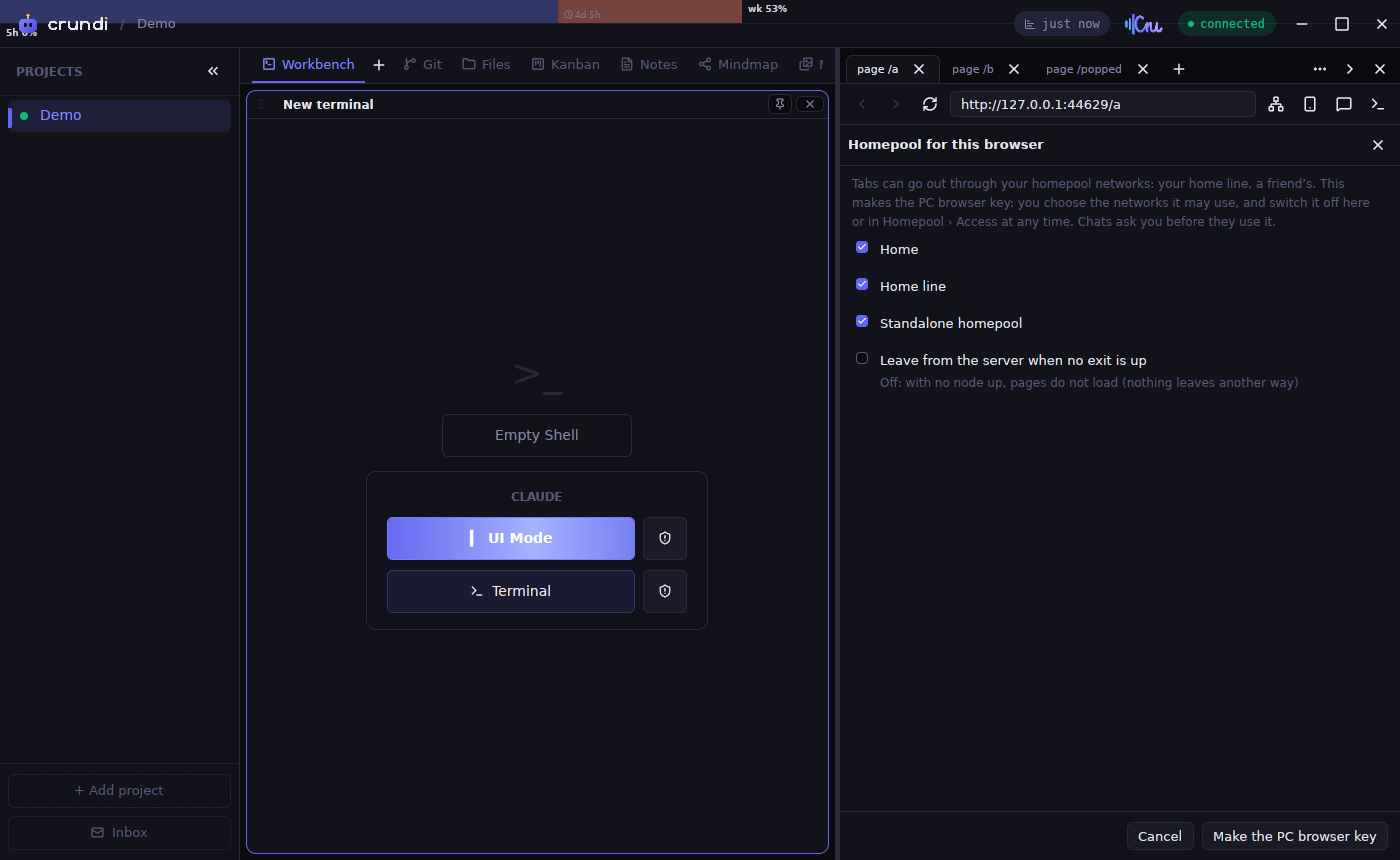 5h 0%
4d 5h
wk 53%
crundi / Demo
just now
Cru
connected
PROJECTS
Demo
+ Add project
Inbox
Workbench
Git
Files
Kanban
Notes
Mindmap
New terminal
>_
Empty Shell
CLAUDE
UI Mode
Terminal
page /a
page /b
page /popped
http://127.0.0.1:44629/a
Homepool for this browser
Tabs can go out through your homepool networks: your home line, a friend’s. This
makes the PC browser key: you choose the networks it may use, and switch it off here
or in Homepool › Access at any time. Chats ask you before they use it.
Home
Home line
Standalone homepool
Leave from the server when no exit is up
Off: with no node up, pages do not load (nothing leaves another way)
Cancel
Make the PC browser key